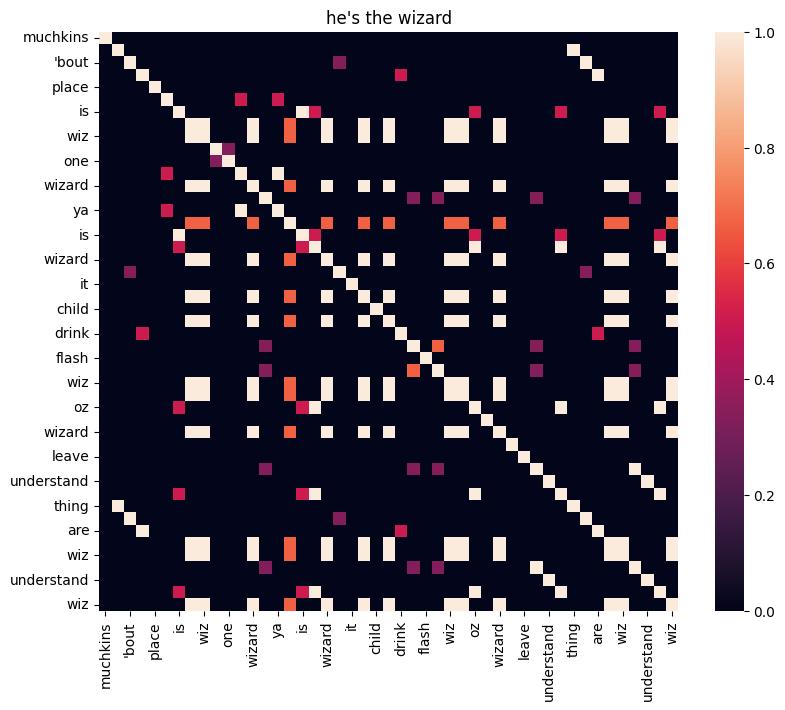 he's the wizard
muchkins
'bout
place
is
wiz
one
wizard
ya
is
wizard
it
child
drink
flash
wiz
oz
wizard
leave
understand
thing
are
wiz
understand
wiz
muchkins
'bout
place
is
wiz
one
wizard
ya
is
wizard
it
child
drink
flash
wiz
oz
wizard
leave
understand
thing
are
wiz
understand
wiz
1.0
0.8
0.6
0.4
0.2
0.0